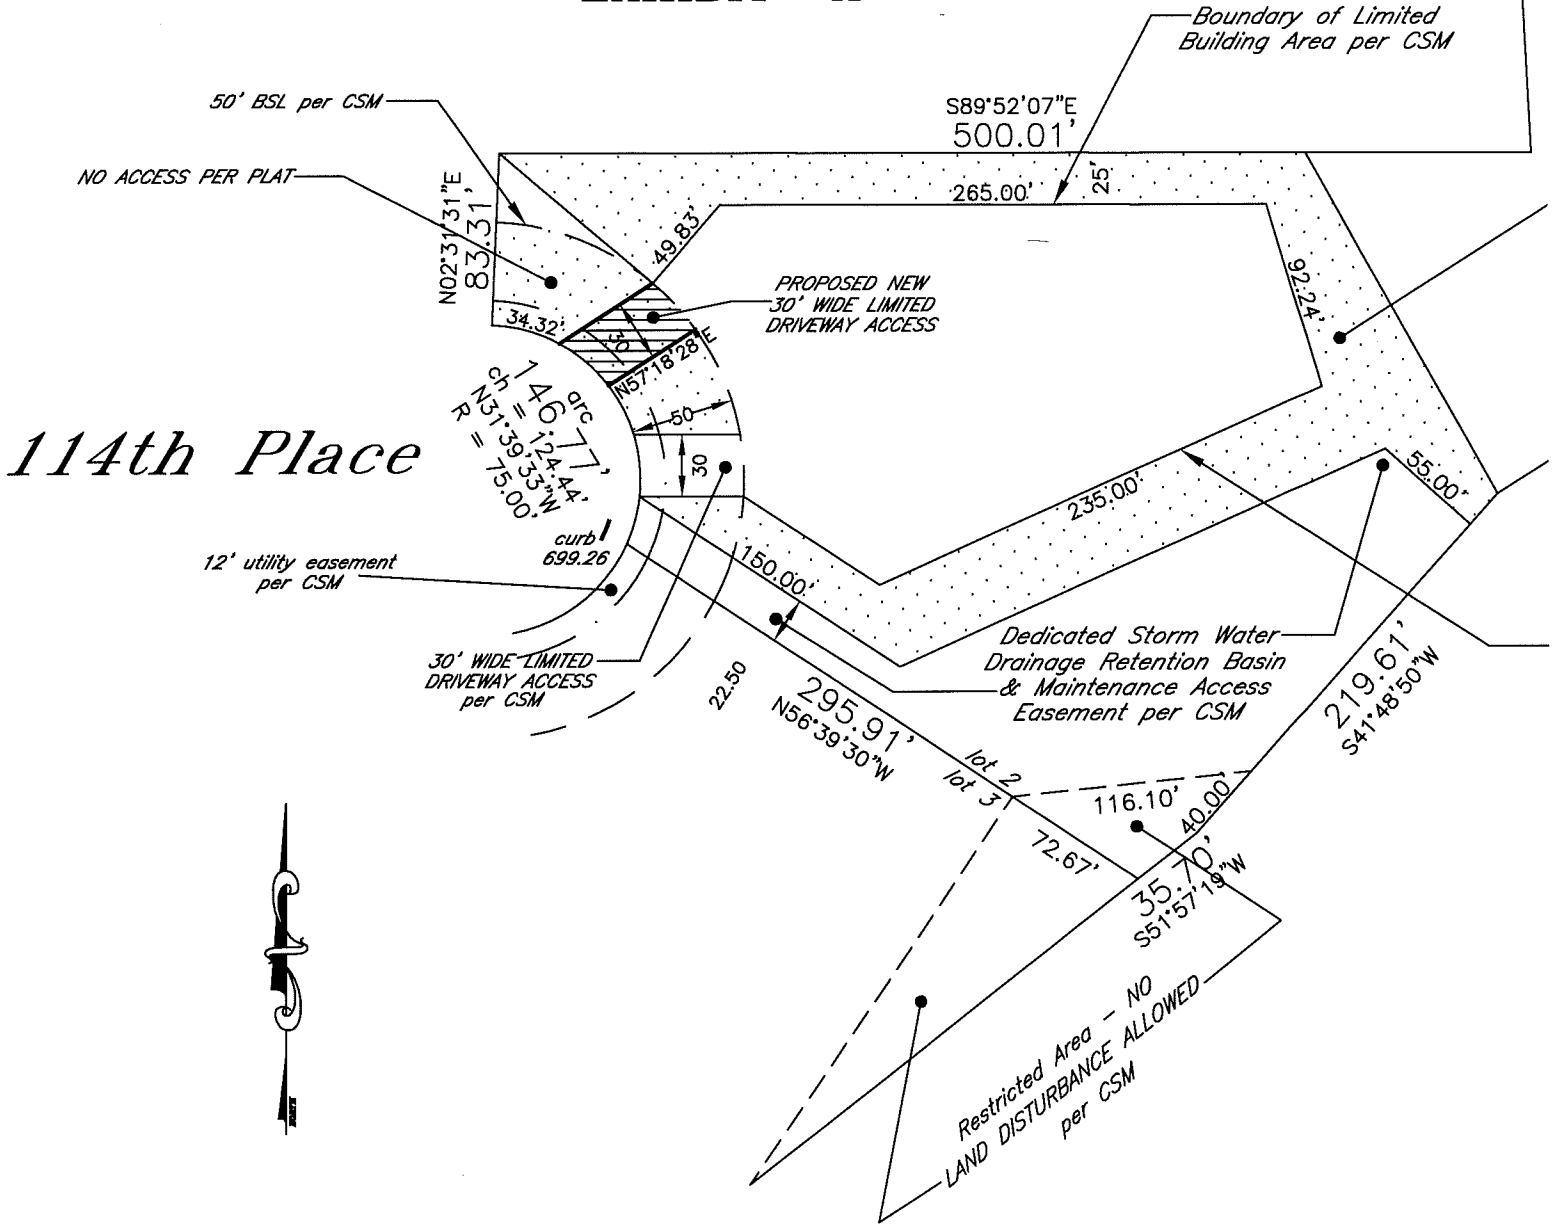 Boundary of Limited
Building Area per CSM
50' BSL per CSM
S89°52'07"E
500.01'
NO ACCESS PER PLAT
N02°31'31"E
83.31'
265.00'
25'
49.83'
PROPOSED NEW
30' WIDE LIMITED
DRIVEWAY ACCESS
92.24'
34.32'
30
N57°18'28"E
arc
146.77'
ch = 124.44'
N31°39'33"W
R = 75.00'
50
30
114th Place
235.00'
55.00'
curb
699.26
12' utility easement
per CSM
150.00'
30' WIDE LIMITED
DRIVEWAY ACCESS
per CSM
22.50
Dedicated Storm Water
Drainage Retention Basin
& Maintenance Access
Easement per CSM
219.61'
S41°48'50"W
295.91'
N56°39'30"W
lot 2
lot 3
116.10'
40.00'
72.67'
35.70'
S51°57'19"W
Restricted Area - NO
LAND DISTURBANCE ALLOWED
per CSM